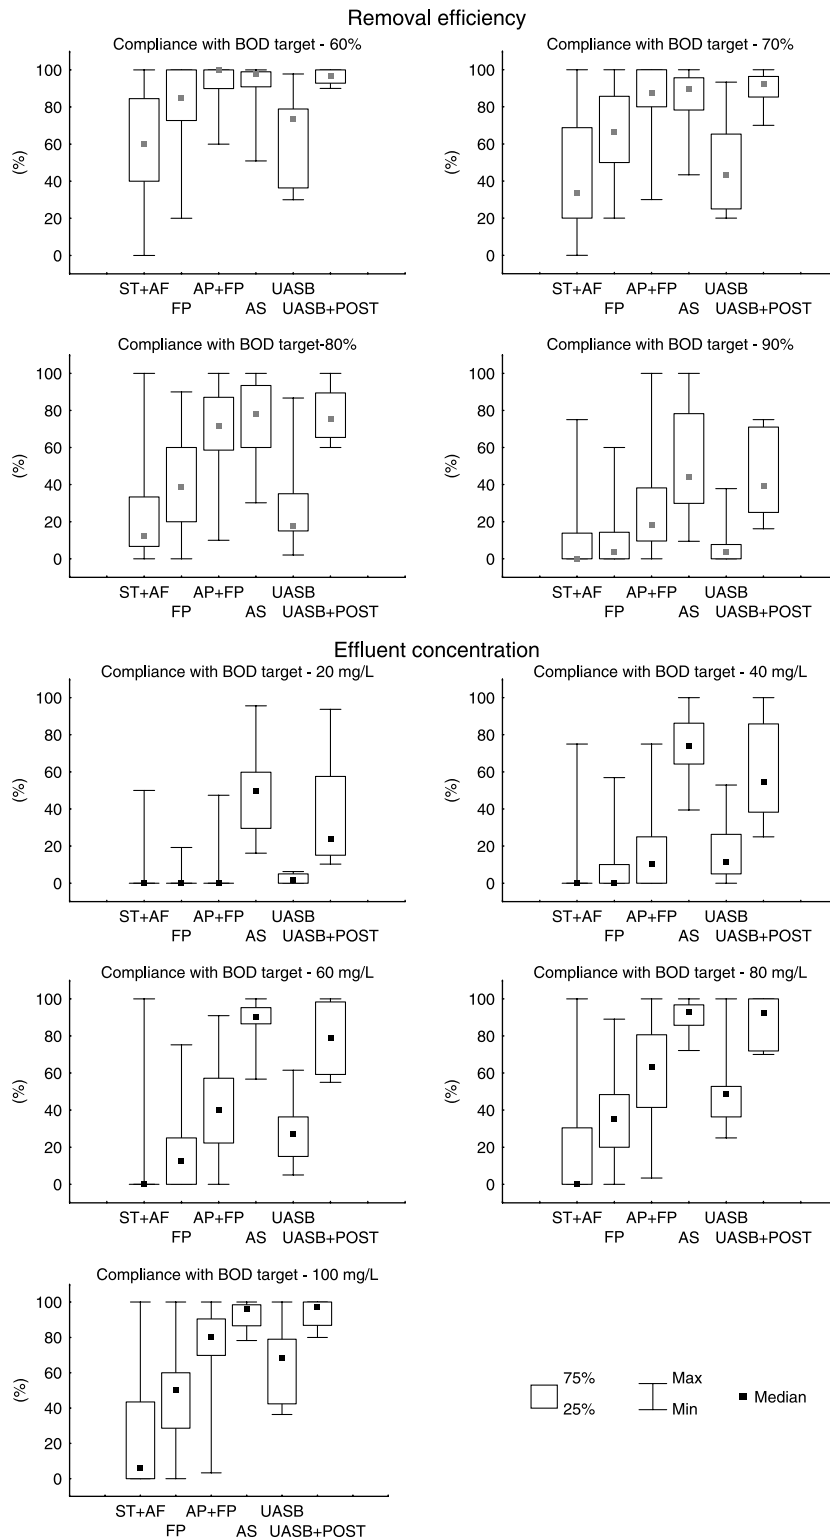 Removal efficiency
Compliance with BOD target - 60%
100
80
60
40
20
0
(%)
ST+AF AP+FP UASB
FP AS UASB+POST
Compliance with BOD target - 70%
100
80
60
40
20
0
(%)
ST+AF AP+FP UASB
FP AS UASB+POST
Compliance with BOD target-80%
100
80
60
40
20
0
(%)
ST+AF AP+FP UASB
FP AS UASB+POST
Compliance with BOD target - 90%
100
80
60
40
20
0
(%)
ST+AF AP+FP UASB
FP AS UASB+POST
Effluent concentration
Compliance with BOD target - 20 mg/L
100
80
60
40
20
0
(%)
ST+AF AP+FP UASB
FP AS UASB+POST
Compliance with BOD target - 40 mg/L
100
80
60
40
20
0
(%)
ST+AF AP+FP UASB
FP AS UASB+POST
Compliance with BOD target - 60 mg/L
100
80
60
40
20
0
(%)
ST+AF AP+FP UASB
FP AS UASB+POST
Compliance with BOD target - 80 mg/L
100
80
60
40
20
0
(%)
ST+AF AP+FP UASB
FP AS UASB+POST
Compliance with BOD target - 100 mg/L
100
80
60
40
20
0
(%)
ST+AF AP+FP UASB
FP AS UASB+POST
75%
25%
Max
Min
Median